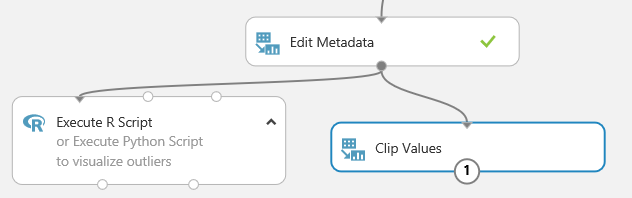 Edit Metadata
R Execute R Script
or Execute Python Script
to visualize outliers
Clip Values
1